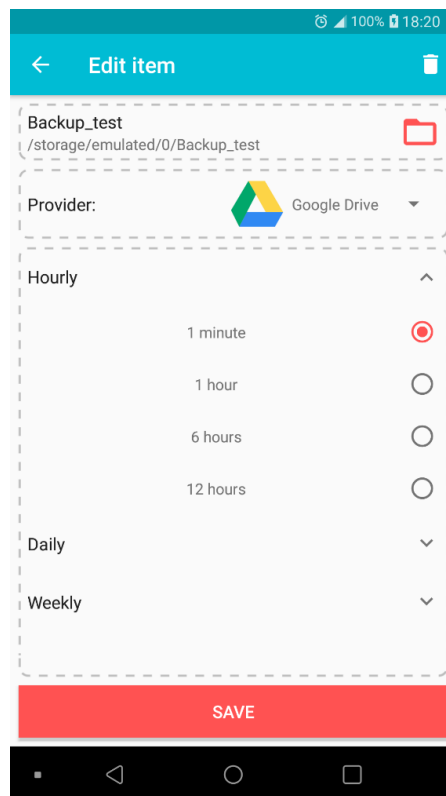 100% 18:20
Edit item
Backup_test
/storage/emulated/0/Backup_test
Provider: Google Drive
Hourly
1 minute
1 hour
6 hours
12 hours
Daily
Weekly
SAVE